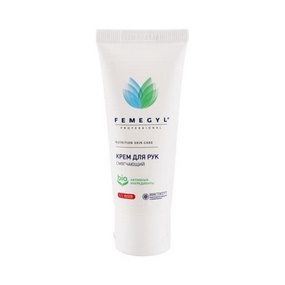 FEMEGYL®
PROFESSIONAL
NUTRITION SKIN CARE
КРЕМ ДЛЯ РУК
СМЯГЧАЮЩИЙ
bio
АКТИВНЫЕ
ИНГРЕДИЕНТЫ